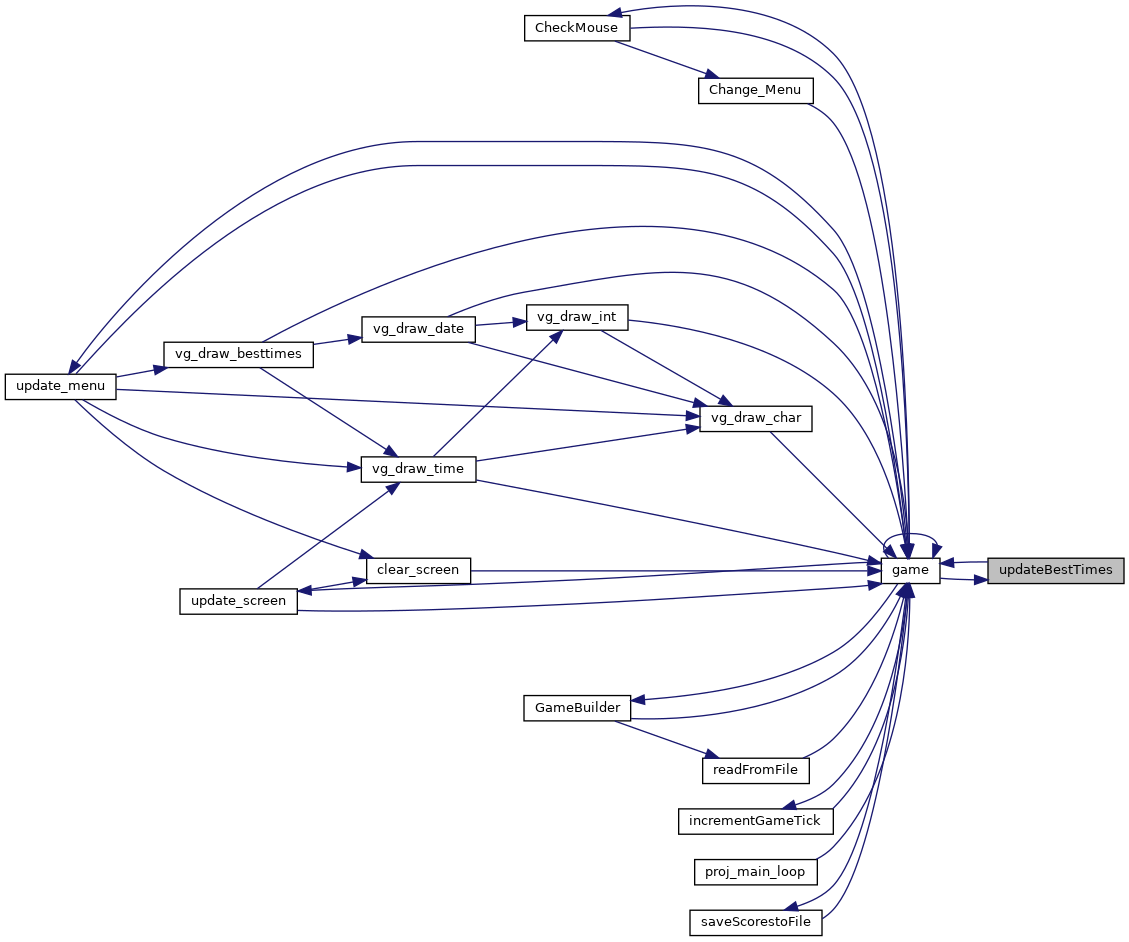 CheckMouse
Change_Menu
vg_draw_int
vg_draw_date
vg_draw_besttimes
update_menu
vg_draw_char
vg_draw_time
clear_screen
game
updateBestTimes
update_screen
GameBuilder
readFromFile
incrementGameTick
proj_main_loop
saveScorestoFile